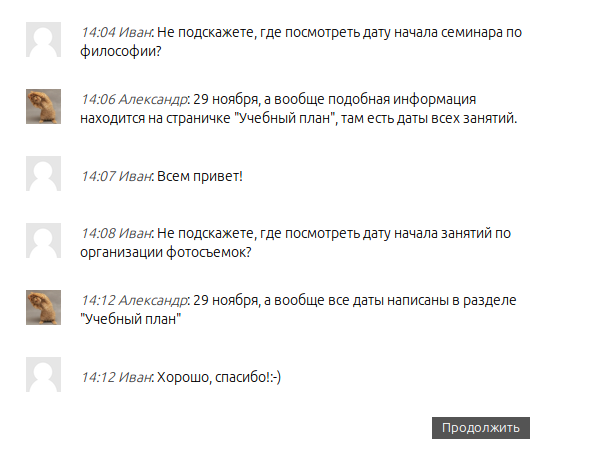 14:04 Иван: Не подскажете, где посмотреть дату начала семинара по
философии?
14:06 Александр: 29 ноября, а вообще подобная информация
находится на страничке "Учебный план", там есть даты всех занятий.
14:07 Иван: Всем привет!
14:08 Иван: Не подскажете, где посмотреть дату начала занятий по
организации фотосъемок?
14:12 Александр: 29 ноября, а вообще все даты написаны в разделе
"Учебный план"
14:12 Иван: Хорошо, спасибо!:-)
Продолжить